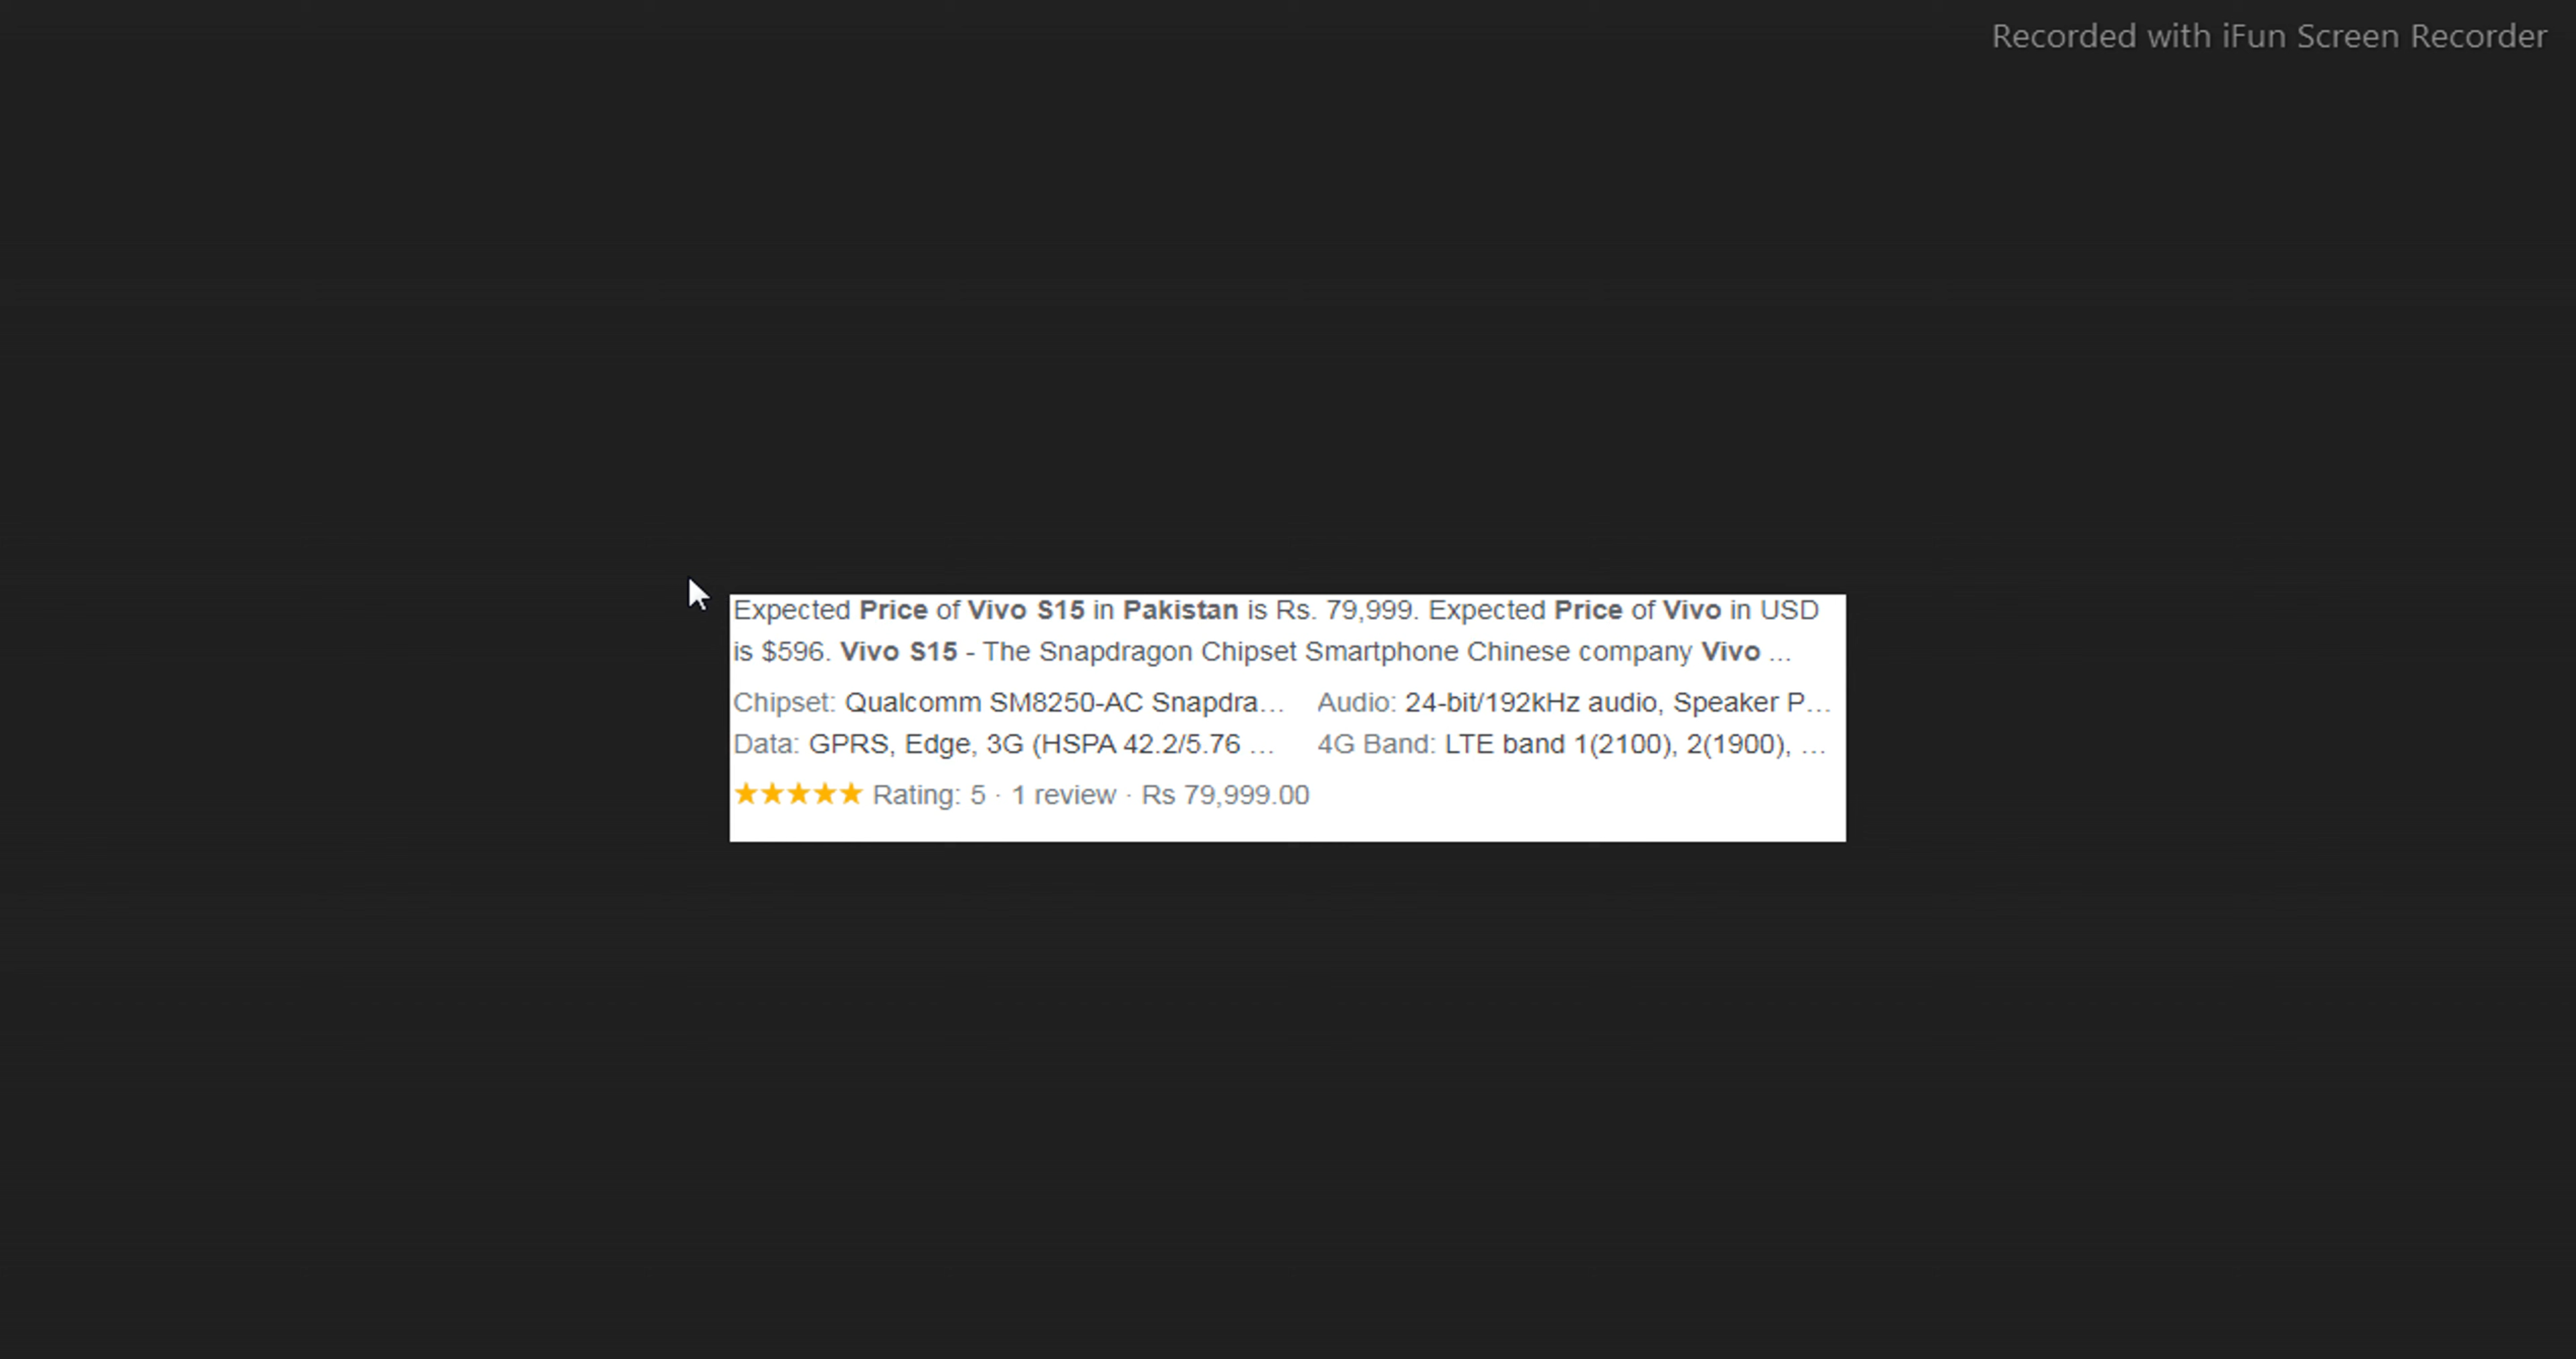 Recorded with iFun Screen Recorder
Expected Price of Vivo S15 in Pakistan is Rs. 79,999. Expected Price of Vivo in USD
is $596. Vivo S15 - The Snapdragon Chipset Smartphone Chinese company Vivo ...
Chipset: Qualcomm SM8250-AC Snapdra... Audio: 24-bit/192kHz audio, Speaker P...
Data: GPRS, Edge, 3G (HSPA 42.2/5.76 ... 4G Band: LTE band 1(2100), 2(1900), ...
★★★★★ Rating: 5 · 1 review · Rs 79,999.00